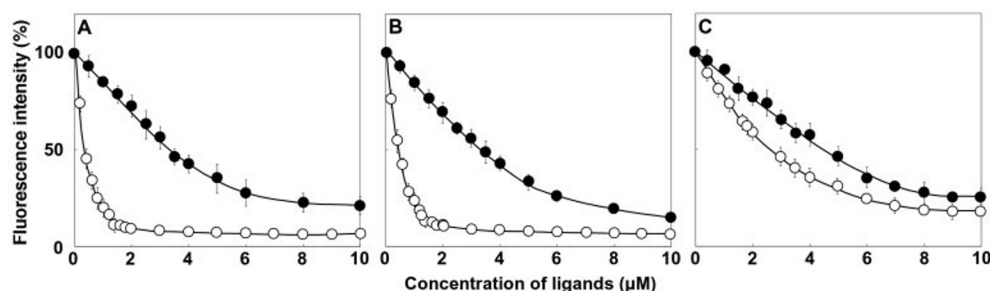 A B C
Fluorescence intensity (%)
100
50
0
0 2 4 6 8 10 0 2 4 6 8 10 0 2 4 6 8 10
Concentration of ligands (μM)